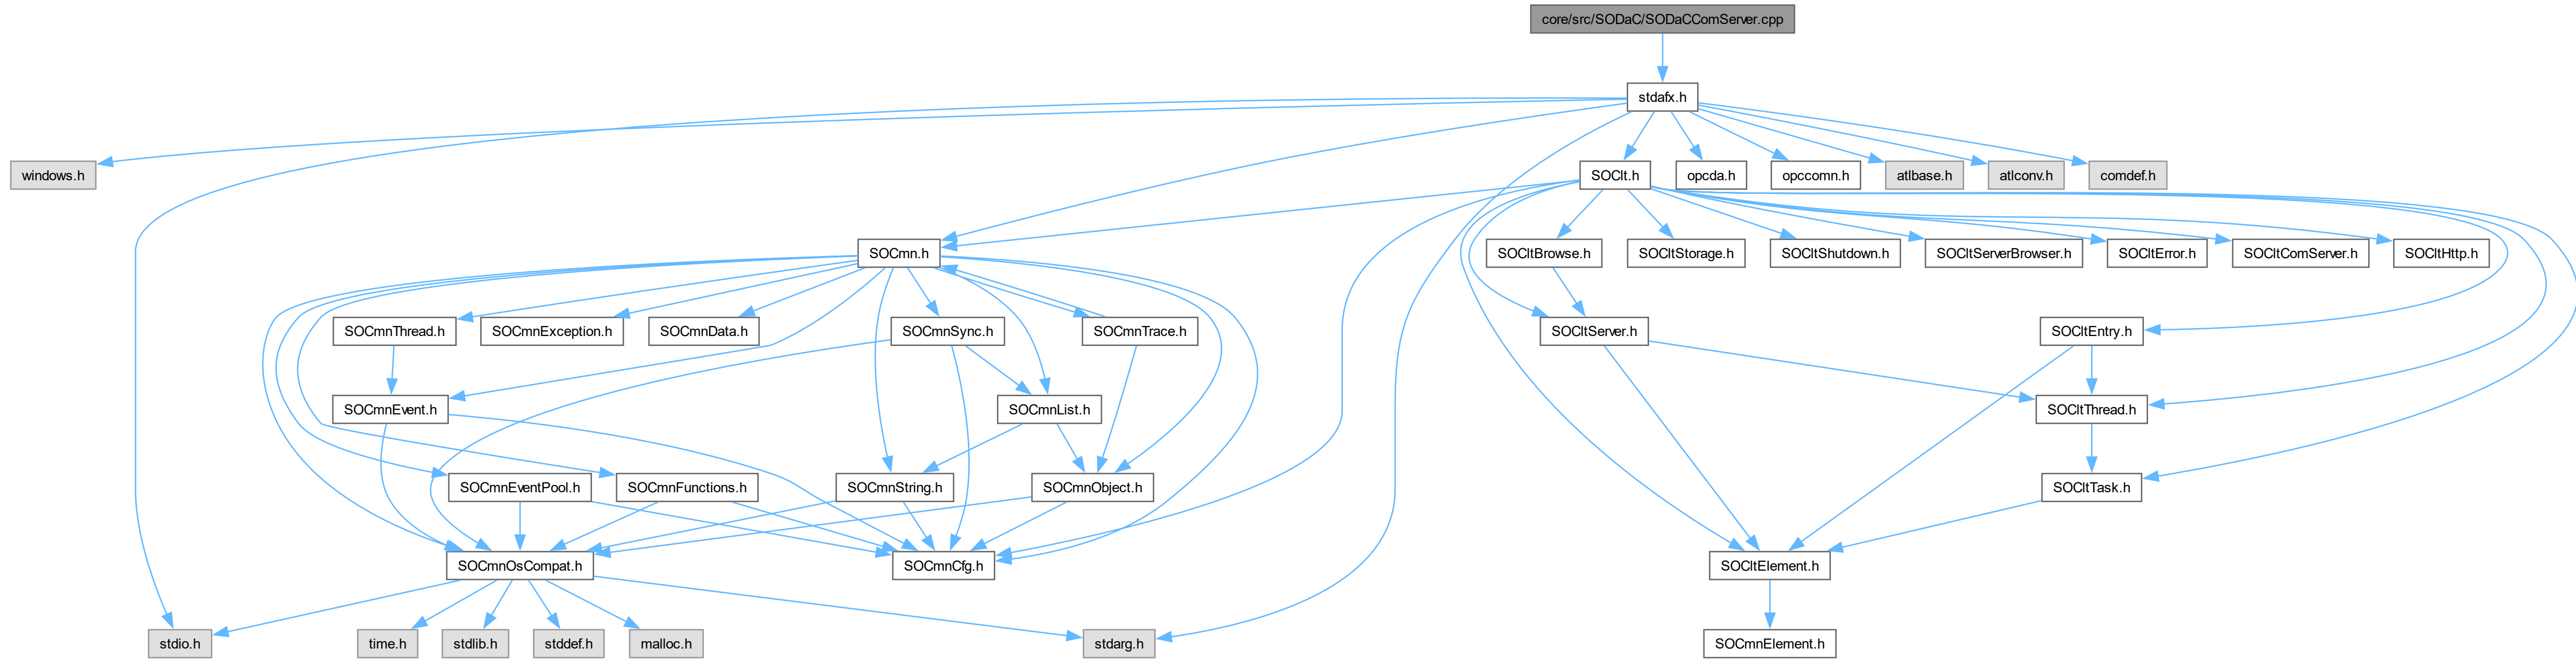 core/src/SODaC/SODaCComServer.cpp
stdafx.h
windows.h
SOClt.h
opcda.h
opccomn.h
atlbase.h
atlconv.h
comdef.h
SOCmn.h
SOCltBrowse.h
SOCltStorage.h
SOCltShutdown.h
SOCltServerBrowser.h
SOCltError.h
SOCltComServer.h
SOCltHttp.h
SOCmnThread.h
SOCmnException.h
SOCmnData.h
SOCmnSync.h
SOCmnTrace.h
SOCltServer.h
SOCltEntry.h
SOCmnEvent.h
SOCmnList.h
SOCltThread.h
SOCmnEventPool.h
SOCmnFunctions.h
SOCmnString.h
SOCmnObject.h
SOCltTask.h
SOCmnOsCompat.h
SOCmnCfg.h
SOCltElement.h
stdio.h
time.h
stdlib.h
stddef.h
malloc.h
stdarg.h
SOCmnElement.h